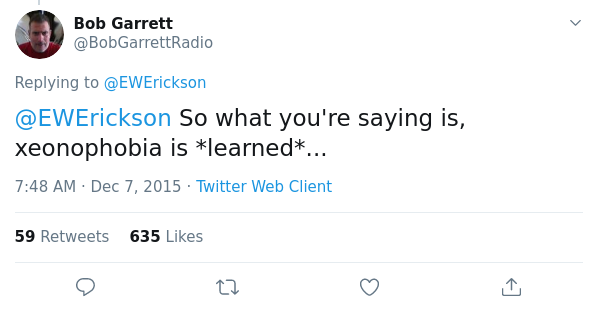 Bob Garrett
@BobGarrettRadio
Replying to @EWErickson
@EWErickson So what you're saying is,
xeonophobia is *learned*...
7:48 AM · Dec 7, 2015 · Twitter Web Client
59 Retweets 635 Likes